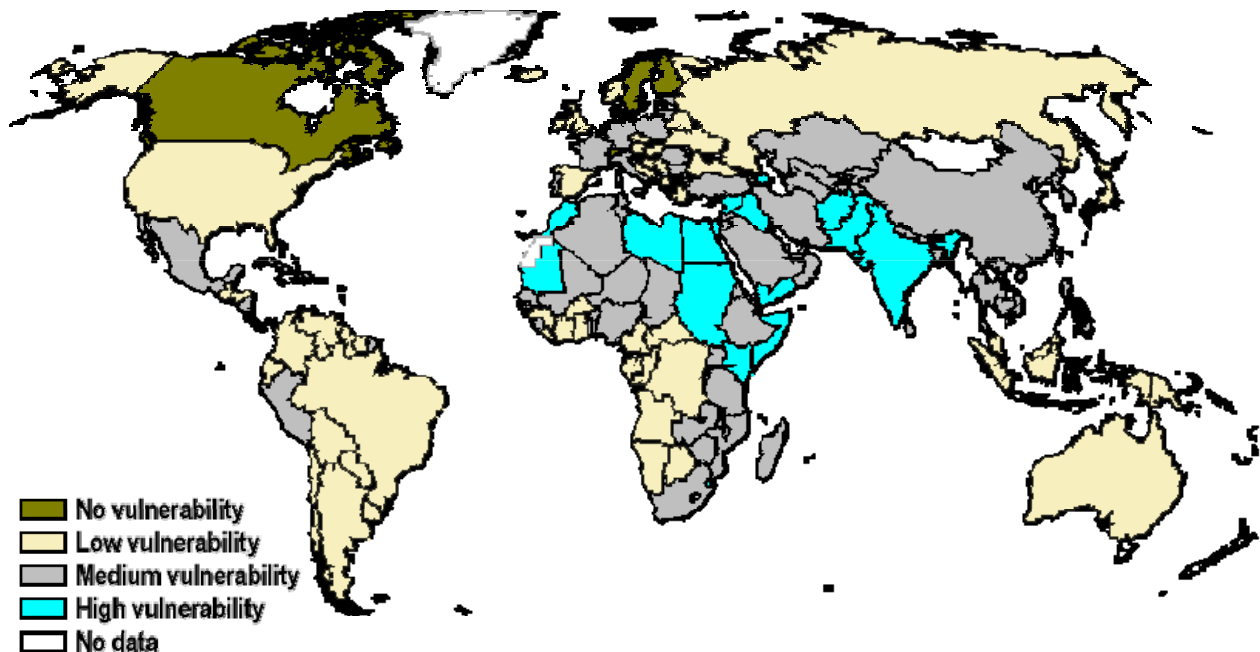 No vulnerability
Low vulnerability
Medium vulnerability
High vulnerability
No data